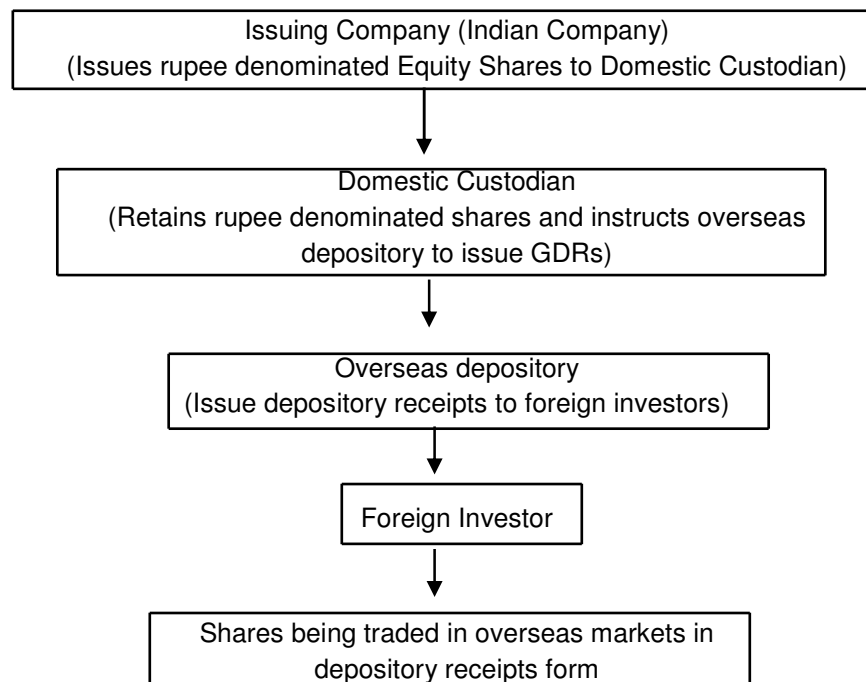 Issuing Company (Indian Company)
(Issues rupee denominated Equity Shares to Domestic Custodian)
Domestic Custodian
(Retains rupee denominated shares and instructs overseas
depository to issue GDRs)
Overseas depository
(Issue depository receipts to foreign investors)
Foreign Investor
Shares being traded in overseas markets in
depository receipts form